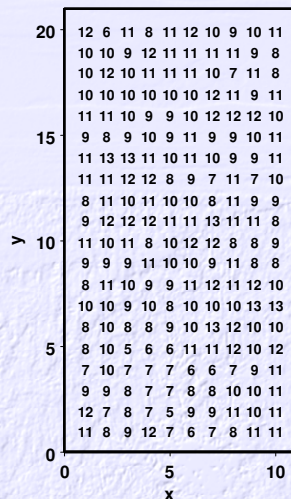 20 12 6 11 8 11 12 10 9 10 11
10 10 9 12 11 11 11 11 9 8
10 12 10 11 11 11 10 7 11 8
10 10 10 10 10 10 12 11 9 11
11 11 10 9 9 10 12 12 12 10
15 9 8 9 10 9 11 9 9 10 11
11 13 13 11 10 11 10 9 9 11
11 11 12 12 8 9 7 11 7 10
8 11 10 11 10 10 8 11 9 9
9 12 12 12 11 11 13 11 11 8
y
10 11 10 11 8 10 12 12 8 8 9
9 9 9 11 10 10 9 11 8 8
8 11 10 9 9 11 12 11 12 10
10 10 9 10 8 10 10 10 13 13
8 10 8 8 9 10 13 12 10 10
5 8 10 5 6 6 11 11 12 10 12
7 10 7 7 7 6 6 7 9 11
9 9 8 7 7 8 8 10 10 11
12 7 8 7 5 9 9 11 10 11
11 8 9 12 7 6 7 8 11 11
0
0 5 10
x